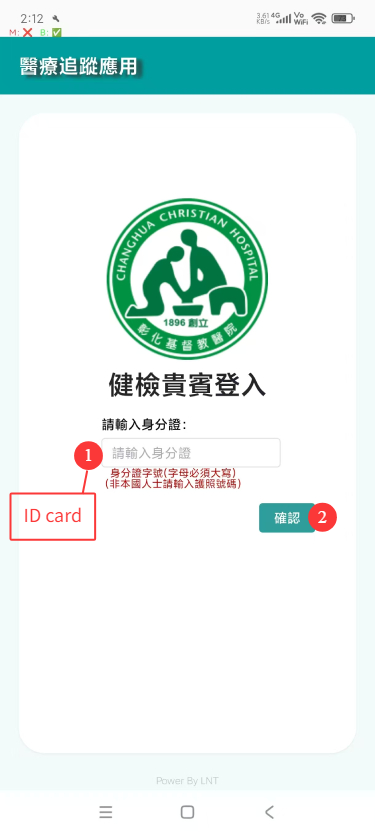 2:12
3.61 KB/s 4G Vo WiFi
M: ❌ B: ✅
醫療追蹤應用
CHANGHUA CHRISTIAN HOSPITAL
1896 創立
彰化基督教醫院
健檢貴賓登入
請輸入身分證：
1
請輸入身分證
身分證字號(字母必須大寫)
(非本國人士請輸入護照號碼)
ID card
確認
2
Power By LNT